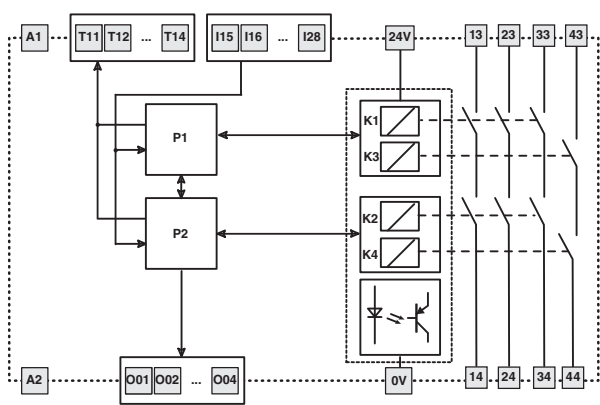 A1 T11 T12 ... T14 I15 I16 ... I28 24V 13 23 33 43
K1
P1
K3
K2
P2
K4
A2 O01 O02 ... O04 0V 14 24 34 44